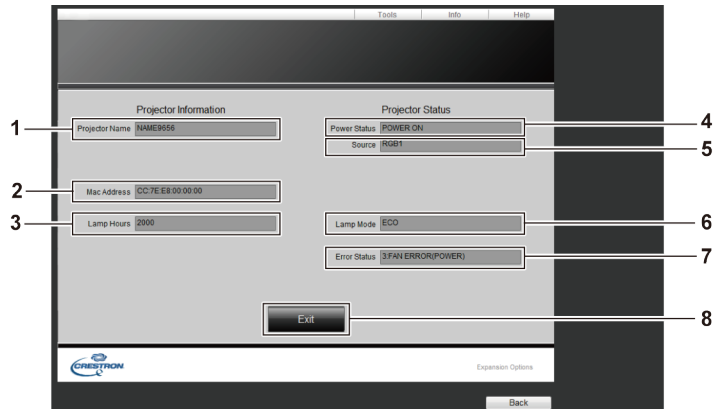 Tools Info Help
Projector Information Projector Status
1 Projector Name NAME9656 Power Status POWER ON 4
Source RGB1 5
2 Mac Address CC:7E:E8:00:00:00
3 Lamp Hours 2000 Lamp Mode ECO 6
Error Status 3:FAN ERROR(POWER) 7
Exit 8
CRESTRON Expansion Options
Back